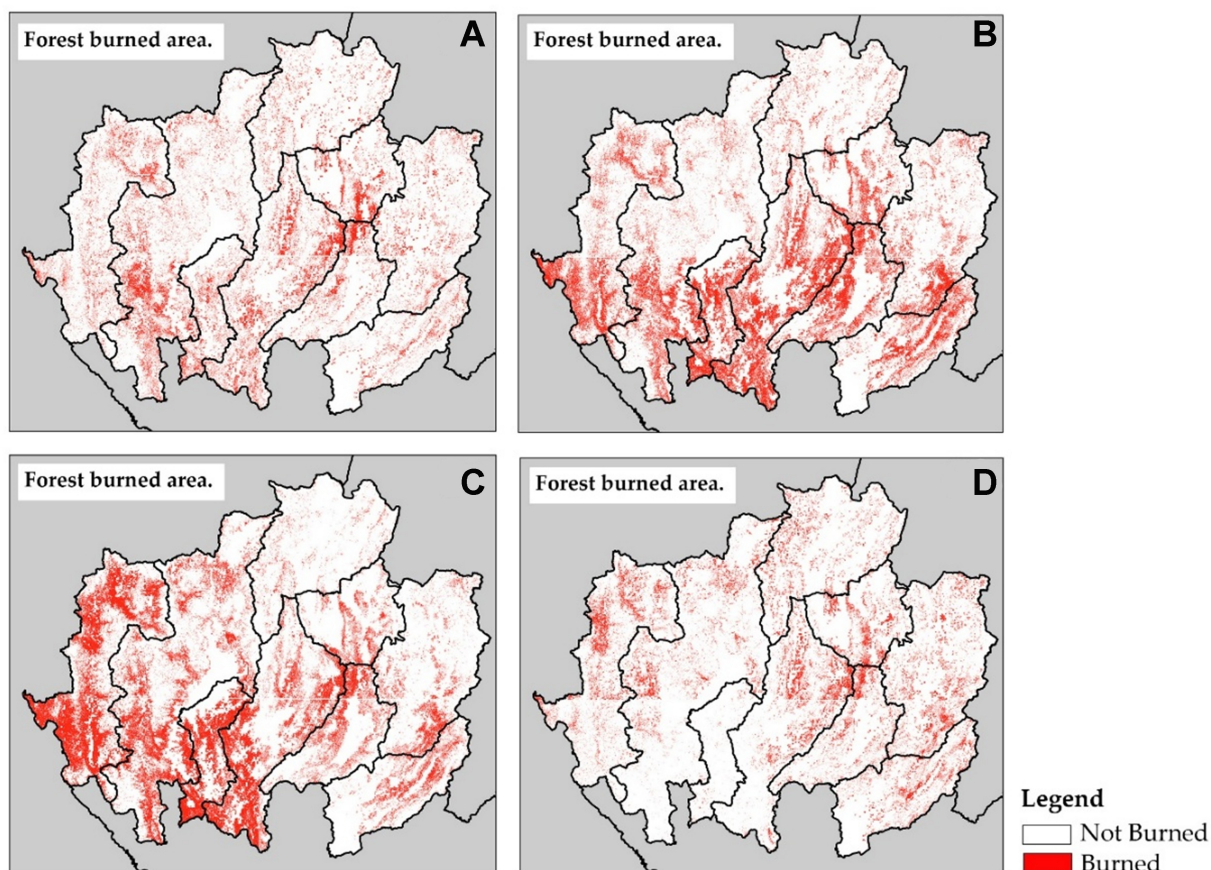 Forest burned area.
A
Forest burned area.
B
Forest burned area.
C
Forest burned area.
D
Legend
Not Burned
Burned